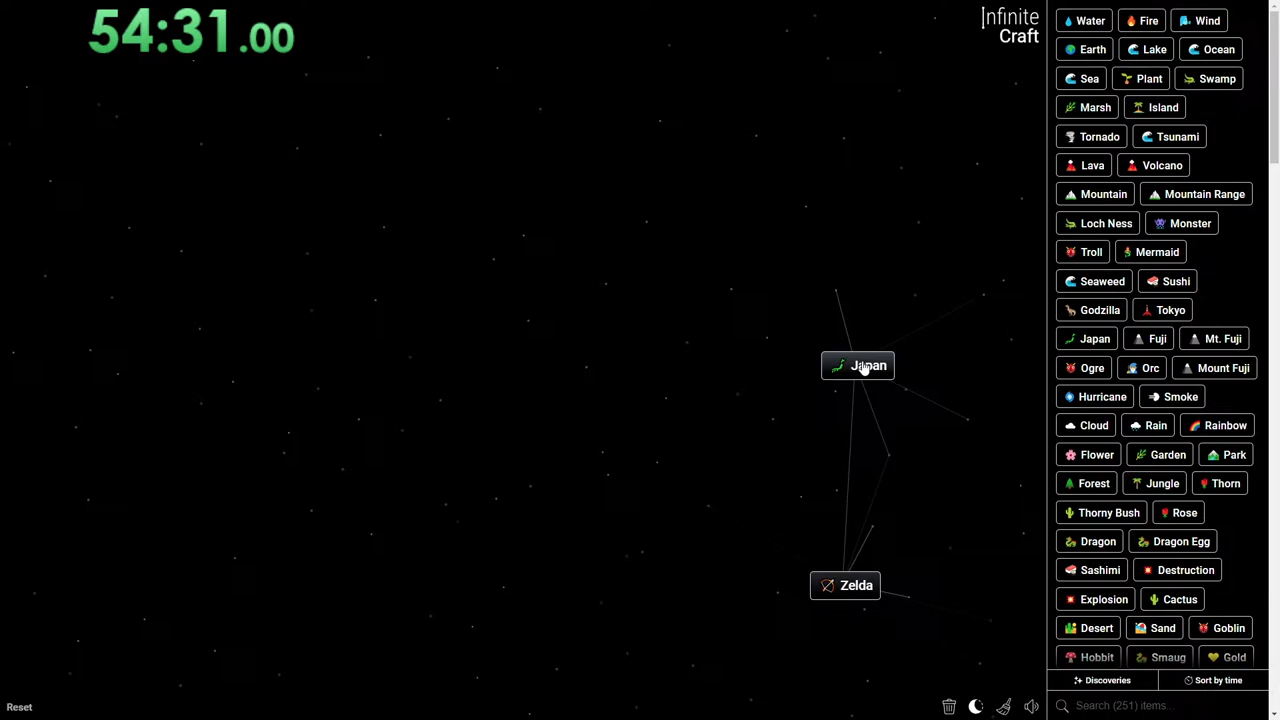 54:31.00
Infinite
Craft
Japan
Zelda
Reset
Water Fire Wind
Earth Lake Ocean
Sea Plant Swamp
Marsh Island
Tornado Tsunami
Lava Volcano
Mountain Mountain Range
Loch Ness Monster
Troll Mermaid
Seaweed Sushi
Godzilla Tokyo
Japan Fuji Mt. Fuji
Ogre Orc Mount Fuji
Hurricane Smoke
Cloud Rain Rainbow
Flower Garden Park
Forest Jungle Thorn
Thorny Bush Rose
Dragon Dragon Egg
Sashimi Destruction
Explosion Cactus
Desert Sand Goblin
Hobbit Smaug Gold
Discoveries Sort by time
Search (251) items...